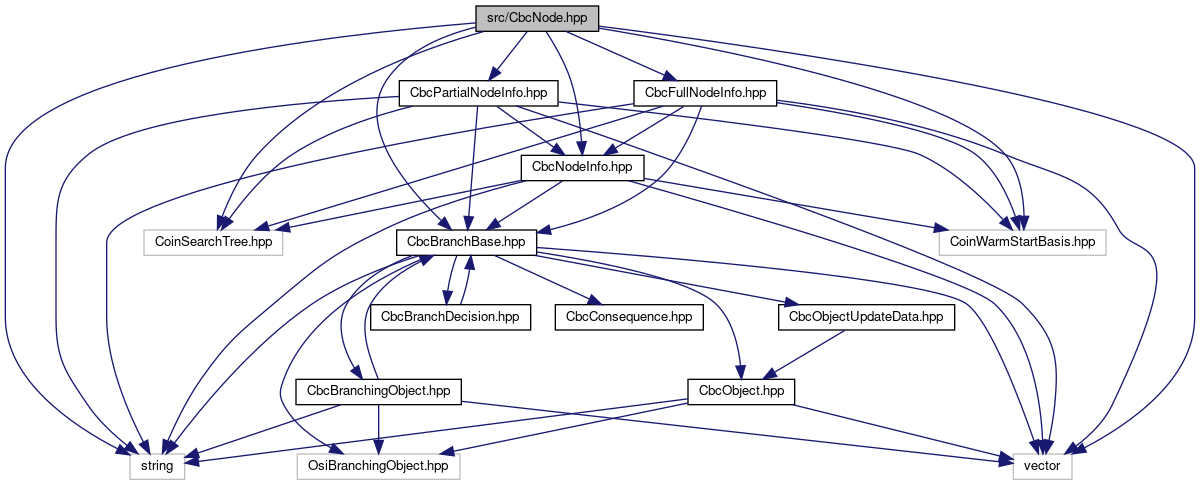 src/CbcNode.hpp
CbcPartialNodeInfo.hpp
CbcFullNodeInfo.hpp
CbcNodeInfo.hpp
CoinSearchTree.hpp
CbcBranchBase.hpp
CoinWarmStartBasis.hpp
CbcBranchDecision.hpp
CbcConsequence.hpp
CbcObjectUpdateData.hpp
CbcBranchingObject.hpp
CbcObject.hpp
string
OsiBranchingObject.hpp
vector